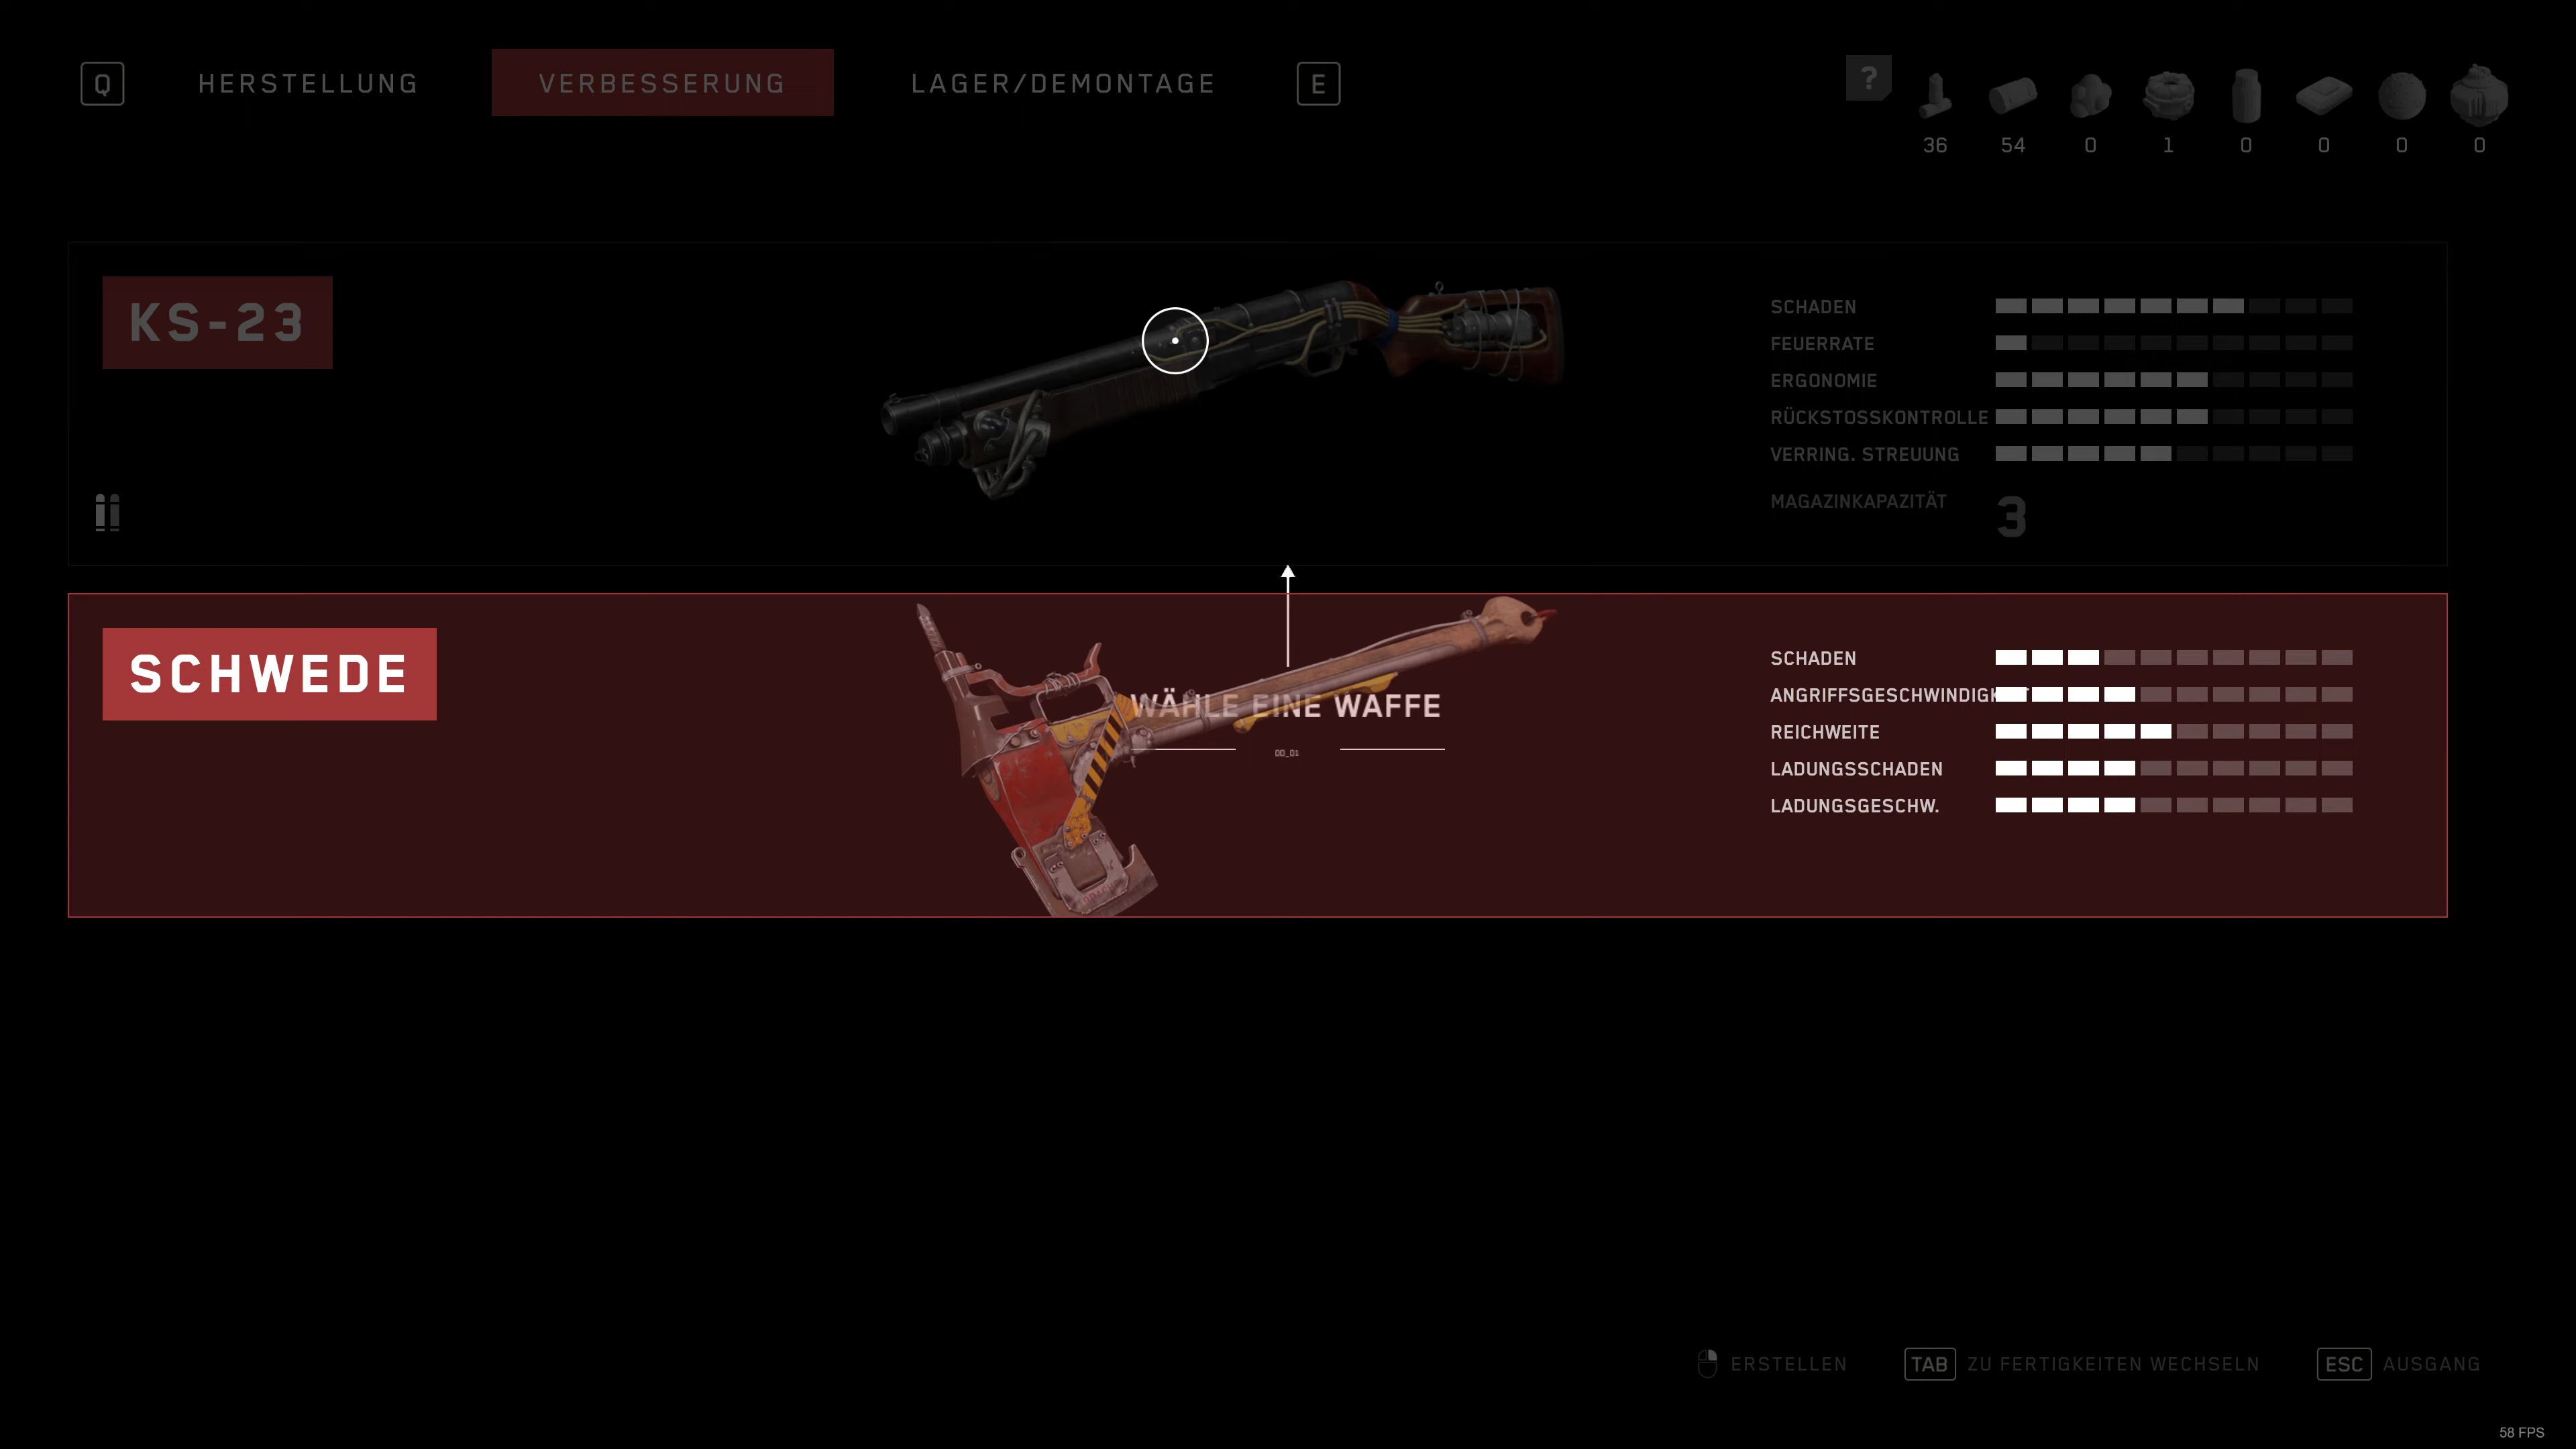 Q HERSTELLUNG VERBESSERUNG LAGER/DEMONTAGE E ?
36 54 0 1 0 0 0 0
KS-23
SCHADEN
FEUERRATE
ERGONOMIE
RÜCKSTOSSKONTROLLE
VERRING. STREUUNG
MAGAZINKAPAZITÄT 3
SCHWEDE
WÄHLE EINE WAFFE
SCHADEN
REICHWEITE
LADUNGSSCHADEN
LADUNGSGESCHW.
ERSTELLEN TAB ZU FERTIGKEITEN WECHSELN ESC AUSGANG
58 FPS